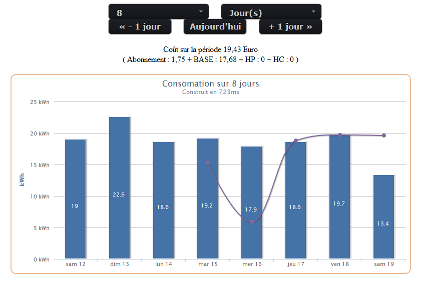 8 Jour(s)
« - 1 jour Aujourd'hui + 1 jour »
Coût sur la période 19,43 Euro
( Abonnement : 1,75 + BASE : 17,68 + HP : 0 + HC : 0 )
Consomation sur 8 jours
Construit en 723ms
25 kWh
20 kWh
15 kWh
10 kWh
5 kWh
0 kWh
kWh
19 22.6 18.6 19.2 17.9 18.6 19.7 13.4
sam 12 dim 13 lun 14 mar 15 mer 16 jeu 17 ven 18 sam 19